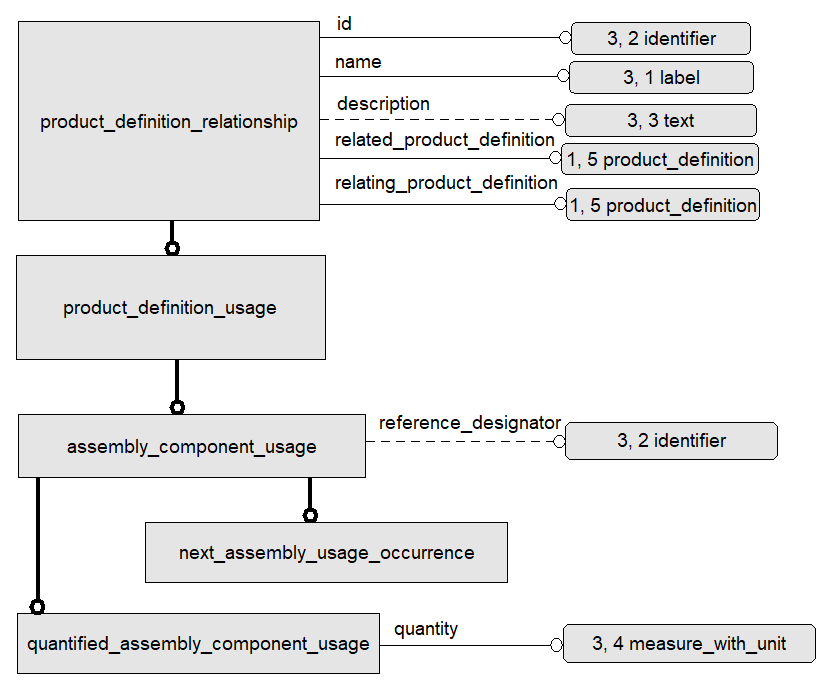 id
3, 2 identifier
name
3, 1 label
product_definition_relationship
description
3, 3 text
related_product_definition
1, 5 product_definition
relating_product_definition
1, 5 product_definition
product_definition_usage
assembly_component_usage
reference_designator
3, 2 identifier
next_assembly_usage_occurrence
quantified_assembly_component_usage
quantity
3, 4 measure_with_unit